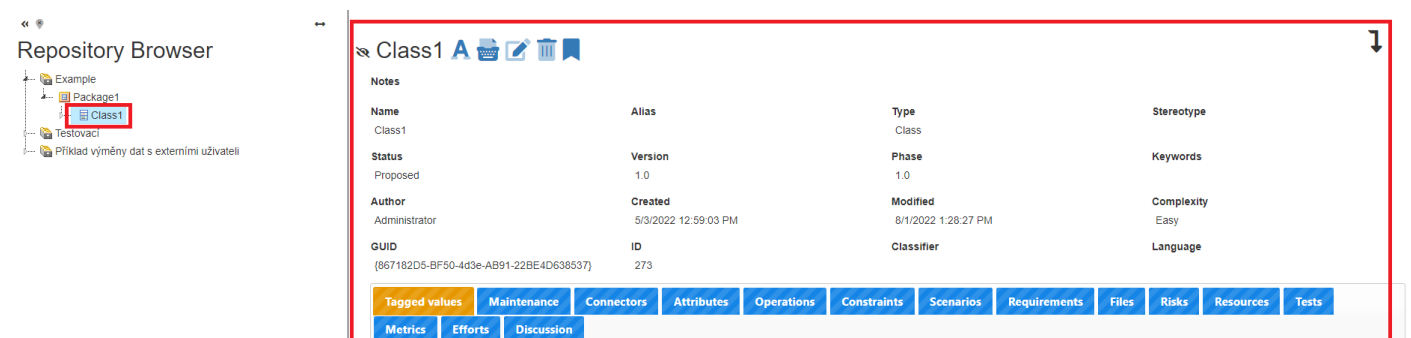 Repository Browser
Example
Package1
Class1
Testovací
Příklad výměny dat s externími uživateli
Class1 A
Notes
Name Alias Type Stereotype
Class1 Class
Status Version Phase Keywords
Proposed 1.0 1.0
Author Created Modified Complexity
Administrator 5/3/2022 12:59:03 PM 8/1/2022 1:28:27 PM Easy
GUID ID Classifier Language
{867182D5-BF50-4d3e-AB91-22BE4D638537} 273
Tagged values Maintenance Connectors Attributes Operations Constraints Scenarios Requirements Files Risks Resources Tests
Metrics Efforts Discussion